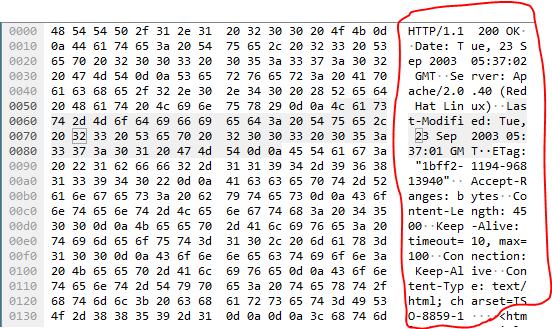 0000 48 54 54 50 2f 31 2e 31 20 32 30 30 20 4f 4b 0d HTTP/1.1 200 OK·
0010 0a 44 61 74 65 3a 20 54 75 65 2c 20 32 33 20 53 ·Date: T ue, 23 S
0020 65 70 20 32 30 30 33 20 30 35 3a 33 37 3a 30 32 ep 2003 05:37:02
0030 20 47 4d 54 0d 0a 53 65 72 76 65 72 3a 20 41 70 GMT··Se rver: Ap
0040 61 63 68 65 2f 32 2e 30 2e 34 30 20 28 52 65 64 ache/2.0 .40 (Red
0050 20 48 61 74 20 4c 69 6e 75 78 29 0d 0a 4c 61 73 Hat Lin ux)··Las
0060 74 2d 4d 6f 64 69 66 69 65 64 3a 20 54 75 65 2c t-Modifi ed: Tue,
0070 20 32 33 20 53 65 70 20 32 30 30 33 20 30 35 3a 23 Sep 2003 05:
0080 33 37 3a 30 31 20 47 4d 54 0d 0a 45 54 61 67 3a 37:01 GM T··ETag:
0090 20 22 31 62 66 66 32 2d 31 31 39 34 2d 39 36 38 "1bff2- 1194-968
00a0 31 33 39 34 30 22 0d 0a 41 63 63 65 70 74 2d 52 13940"·· Accept-R
00b0 61 6e 67 65 73 3a 20 62 79 74 65 73 0d 0a 43 6f anges: b ytes··Co
00c0 6e 74 65 6e 74 2d 4c 65 6e 67 74 68 3a 20 34 35 ntent-Le ngth: 45
00d0 30 30 0d 0a 4b 65 65 70 2d 41 6c 69 76 65 3a 20 00··Keep -Alive:
00e0 74 69 6d 65 6f 75 74 3d 31 30 2c 20 6d 61 78 3d timeout= 10, max=
00f0 31 30 30 0d 0a 43 6f 6e 6e 65 63 74 69 6f 6e 3a 100··Con nection:
0100 20 4b 65 65 70 2d 41 6c 69 76 65 0d 0a 43 6f 6e Keep-Al ive··Con
0110 74 65 6e 74 2d 54 79 70 65 3a 20 74 65 78 74 2f tent-Typ e: text/
0120 68 74 6d 6c 3b 20 63 68 61 72 73 65 74 3d 49 53 html; ch arset=IS
0130 4f 2d 38 38 35 39 2d 31 0d 0a 0d 0a 3c 68 74 6d O-8859-1 ····<htm